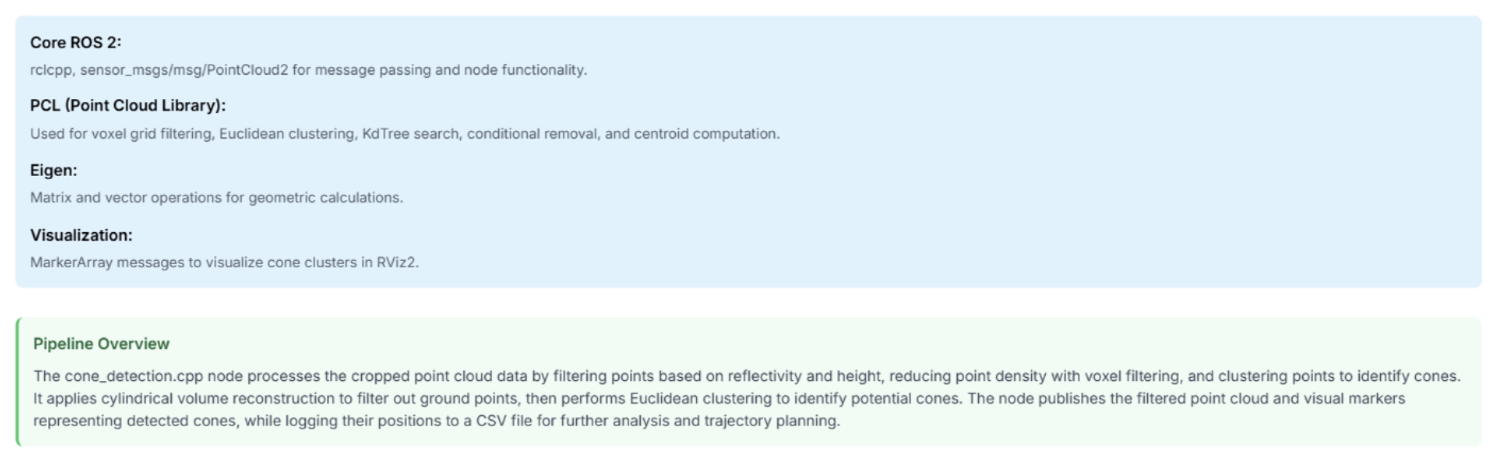 Core ROS 2:
rclcpp, sensor_msgs/msg/PointCloud2 for message passing and node functionality.
PCL (Point Cloud Library):
Used for voxel grid filtering, Euclidean clustering, KdTree search, conditional removal, and centroid computation.
Eigen:
Matrix and vector operations for geometric calculations.
Visualization:
MarkerArray messages to visualize cone clusters in RViz2.
Pipeline Overview
The cone_detection.cpp node processes the cropped point cloud data by filtering points based on reflectivity and height, reducing point density with voxel filtering, and clustering points to identify cones.
It applies cylindrical volume reconstruction to filter out ground points, then performs Euclidean clustering to identify potential cones. The node publishes the filtered point cloud and visual markers
representing detected cones, while logging their positions to a CSV file for further analysis and trajectory planning.